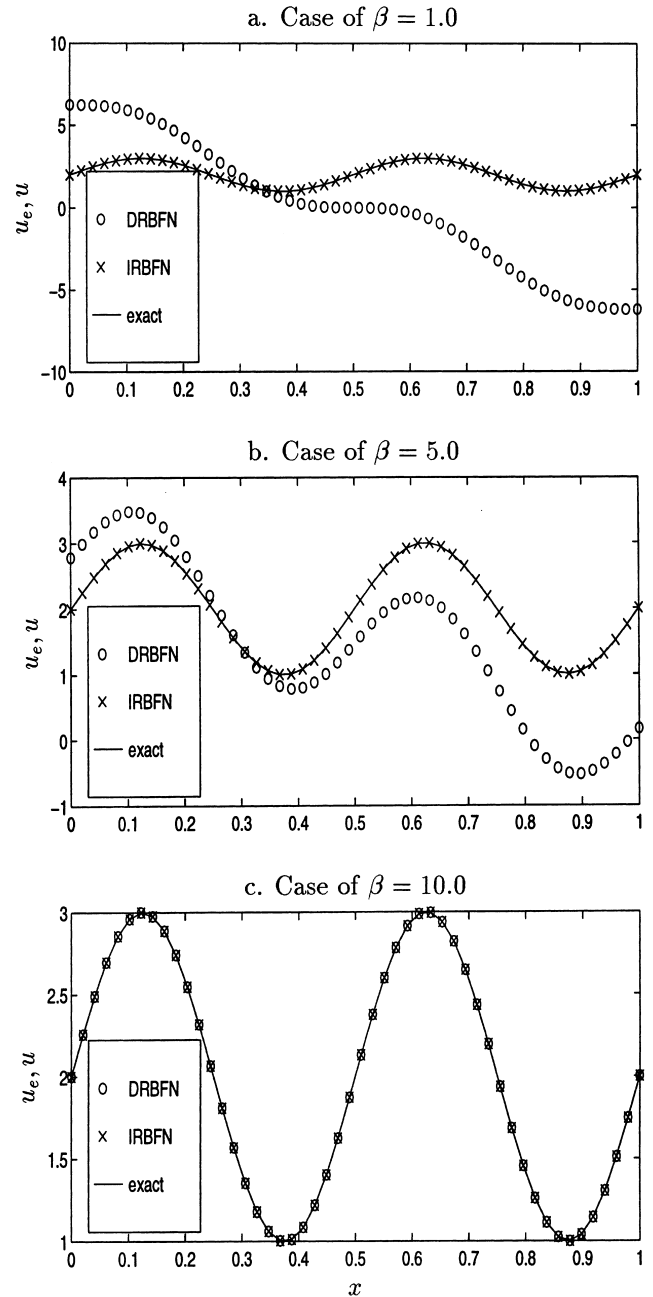 a. Case of β = 1.0
10
5
0
−5
−10
u_e, u
DRBFN
IRBFN
exact
0 0.1 0.2 0.3 0.4 0.5 0.6 0.7 0.8 0.9 1
b. Case of β = 5.0
4
3
2
1
0
−1
u_e, u
DRBFN
IRBFN
exact
0 0.1 0.2 0.3 0.4 0.5 0.6 0.7 0.8 0.9 1
c. Case of β = 10.0
3
2.5
2
1.5
1
u_e, u
DRBFN
IRBFN
exact
0 0.1 0.2 0.3 0.4 0.5 0.6 0.7 0.8 0.9 1
x